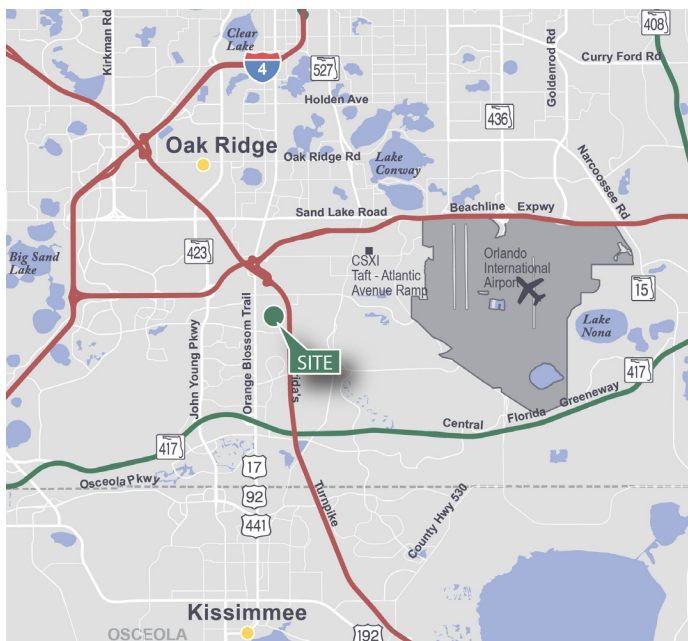 Kirkman Rd
Clear
Lake
4
527
Goldenrod Rd
408
Curry Ford Rd
Holden Ave
436
Oak Ridge
Oak Ridge Rd
Lake
Conway
Narcoossee Rd
Sand Lake Road
Beachline Expwy
423
Big Sand
Lake
CSXI
Taft - Atlantic
Avenue Ramp
Orlando
International
Airport
15
Lake
Nona
John Young Pkwy
Orange Blossom Trail
SITE
ida's
417
Central Florida Greeneway
417
Osceola Pkwy
17
92
441
Turnpike
County Hwy 530
Kissimmee
192
OSCEOLA